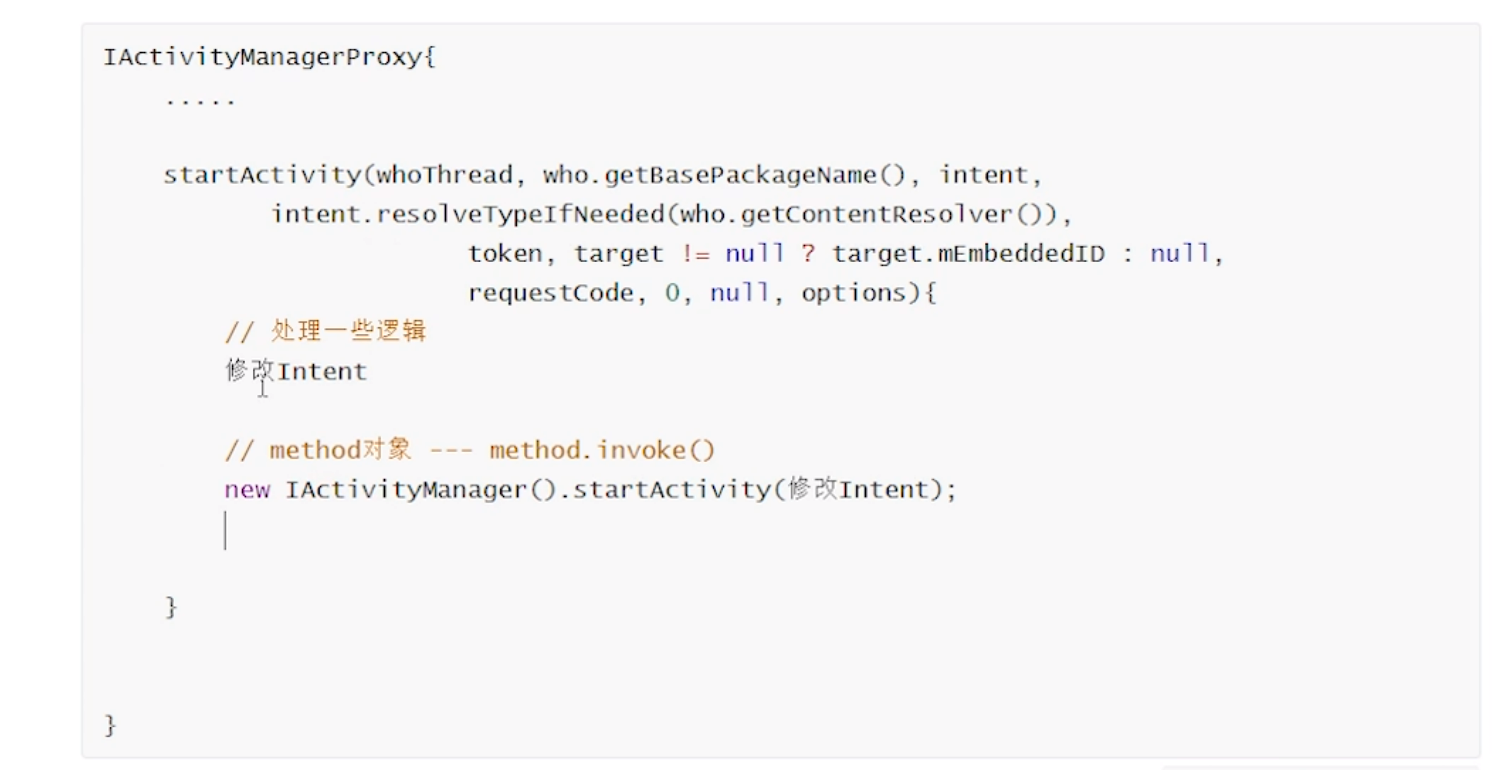 IActivityManagerProxy{
.....
startActivity(whoThread, who.getBasePackageName(), intent,
intent.resolveTypeIfNeeded(who.getContentResolver()),
token, target != null ? target.mEmbeddedID : null,
requestCode, 0, null, options){
// 处理一些逻辑
修改Intent
// method对象 --- method.invoke()
new IActivityManager().startActivity(修改Intent);
}
}